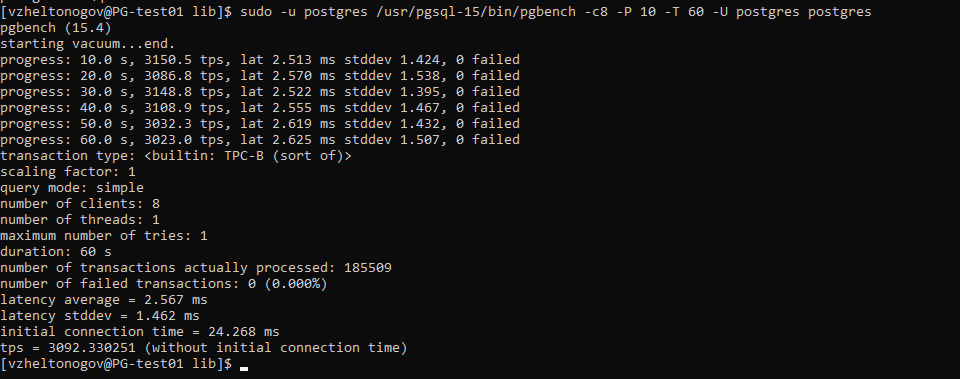 [vzheltonogov@PG-test01 lib]$ sudo -u postgres /usr/pgsql-15/bin/pgbench -c8 -P 10 -T 60 -U postgres postgres
pgbench (15.4)
starting vacuum...end.
progress: 10.0 s, 3150.5 tps, lat 2.513 ms stddev 1.424, 0 failed
progress: 20.0 s, 3086.8 tps, lat 2.570 ms stddev 1.538, 0 failed
progress: 30.0 s, 3148.8 tps, lat 2.522 ms stddev 1.395, 0 failed
progress: 40.0 s, 3108.9 tps, lat 2.555 ms stddev 1.467, 0 failed
progress: 50.0 s, 3032.3 tps, lat 2.619 ms stddev 1.432, 0 failed
progress: 60.0 s, 3023.0 tps, lat 2.625 ms stddev 1.507, 0 failed
transaction type: <builtin: TPC-B (sort of)>
scaling factor: 1
query mode: simple
number of clients: 8
number of threads: 1
maximum number of tries: 1
duration: 60 s
number of transactions actually processed: 185509
number of failed transactions: 0 (0.000%)
latency average = 2.567 ms
latency stddev = 1.462 ms
initial connection time = 24.268 ms
tps = 3092.330251 (without initial connection time)
[vzheltonogov@PG-test01 lib]$